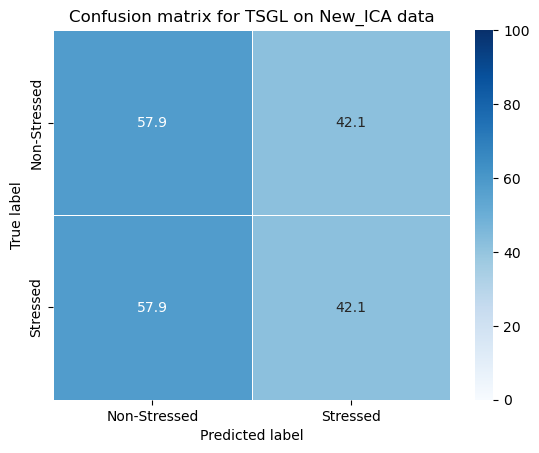 Confusion matrix for TSGL on New_ICA data
True label
Non-Stressed
Stressed
57.9
42.1
57.9
42.1
Non-Stressed
Stressed
Predicted label
100
80
60
40
20
0